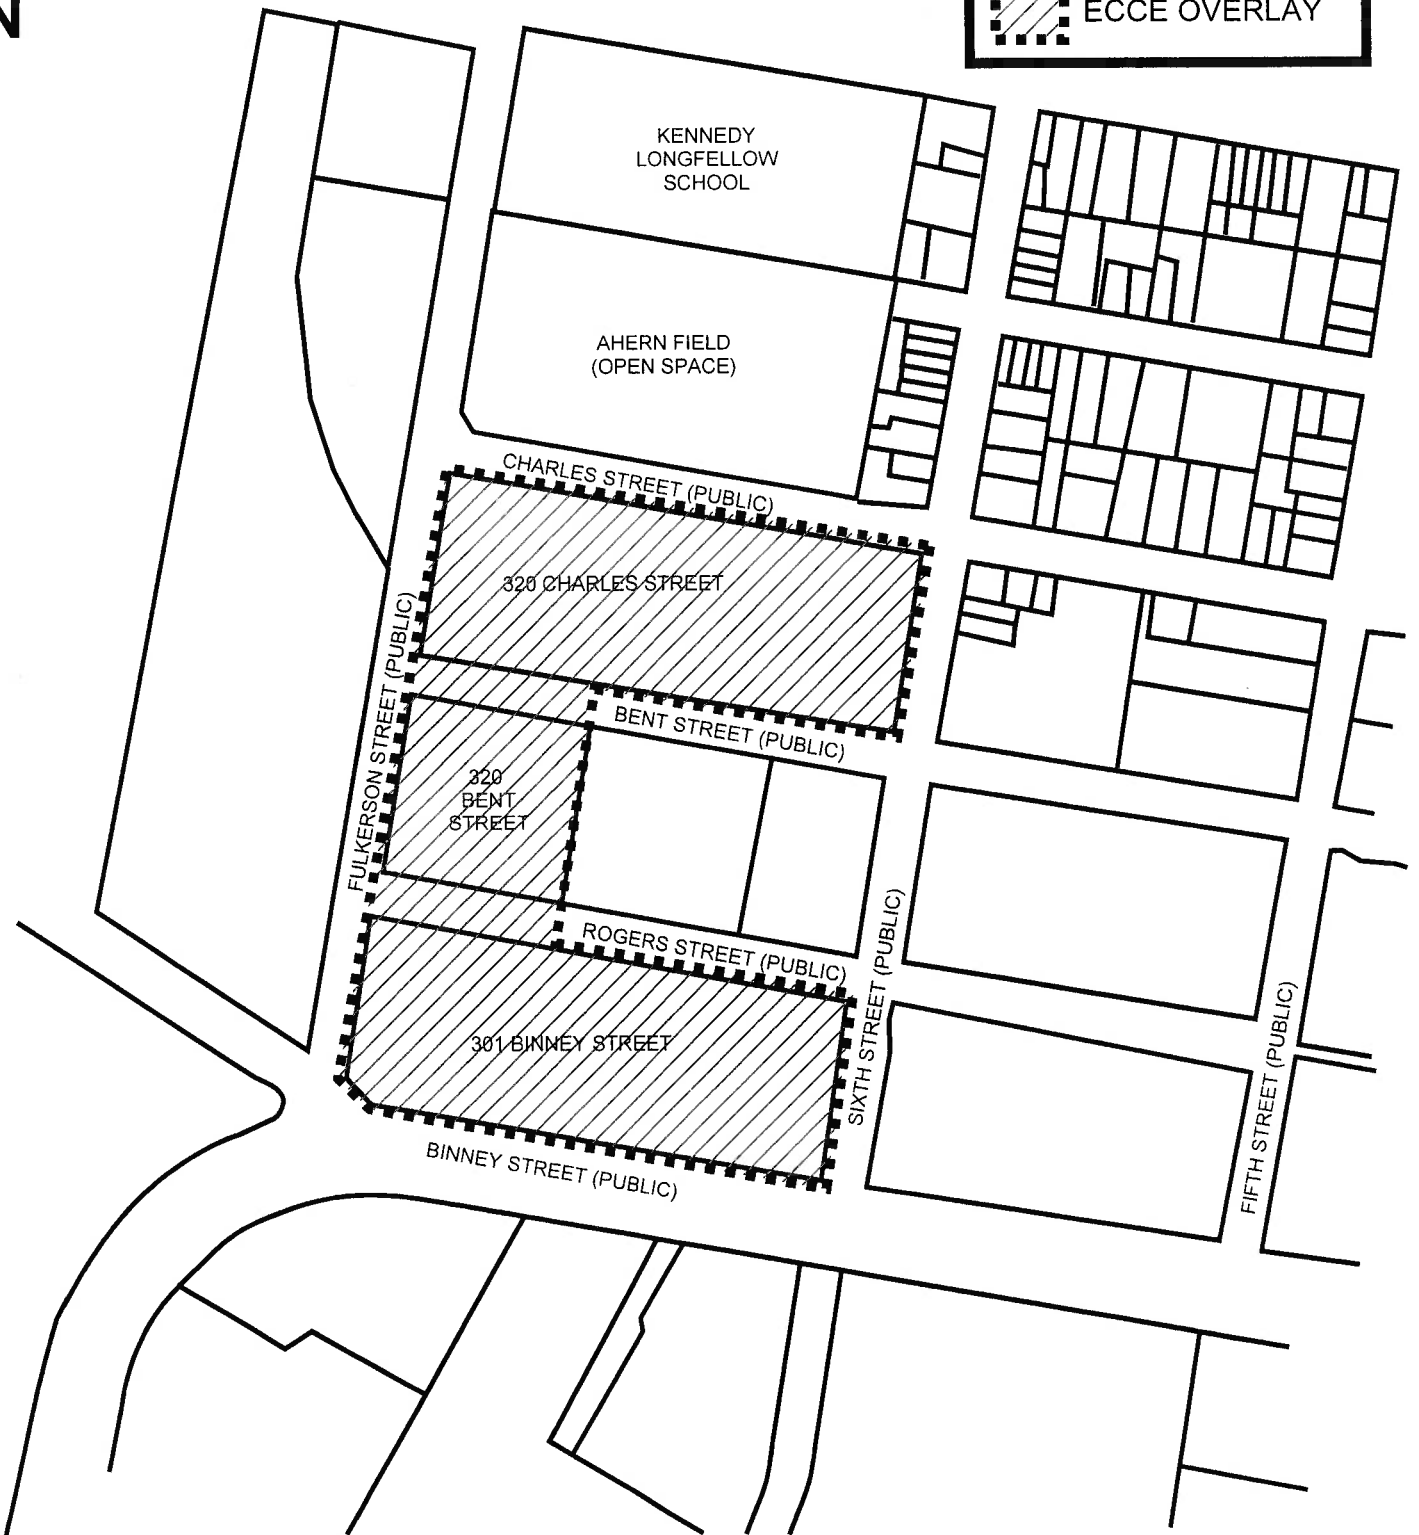 N
ECCE OVERLAY
KENNEDY
LONGFELLOW
SCHOOL
AHERN FIELD
(OPEN SPACE)
CHARLES STREET (PUBLIC)
320 CHARLES STREET
FULKERSON STREET (PUBLIC)
BENT STREET (PUBLIC)
320
BENT
STREET
ROGERS STREET (PUBLIC)
SIXTH STREET (PUBLIC)
301 BINNEY STREET
FIFTH STREET (PUBLIC)
BINNEY STREET (PUBLIC)